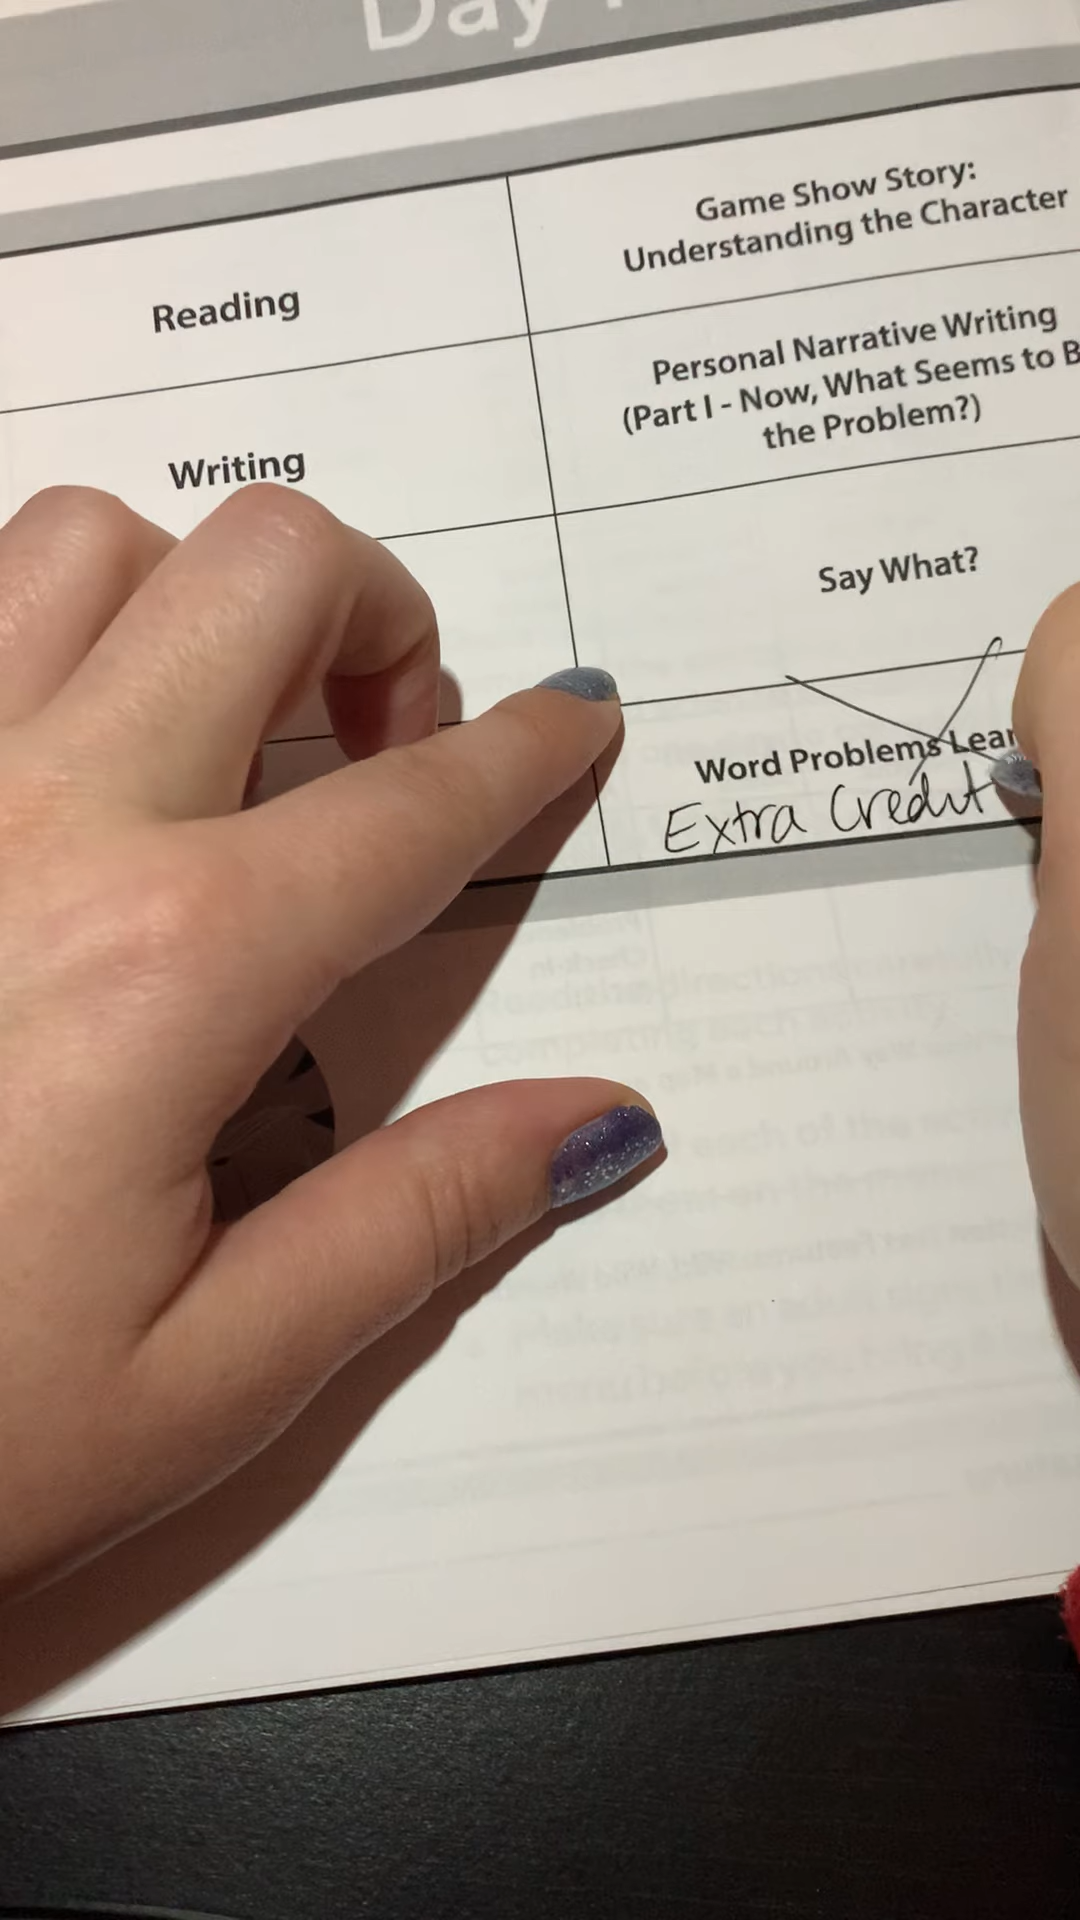 Day
Reading
Game Show Story:
Understanding the Character
Writing
Personal Narrative Writing
(Part I - Now, What Seems to B
the Problem?)
Say What?
Word Problems Lear
Extra Credit